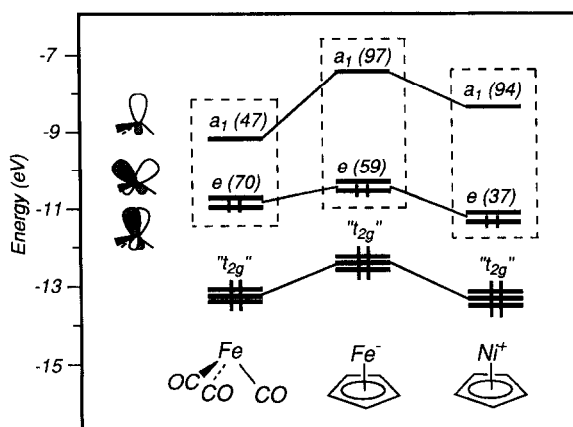 -7
-9
-11
-13
-15
Energy (eV)
a1 (47)
a1 (97)
a1 (94)
e (70)
e (59)
e (37)
"t2g"
"t2g"
"t2g"
Fe
OC CO CO
Fe-
Ni+